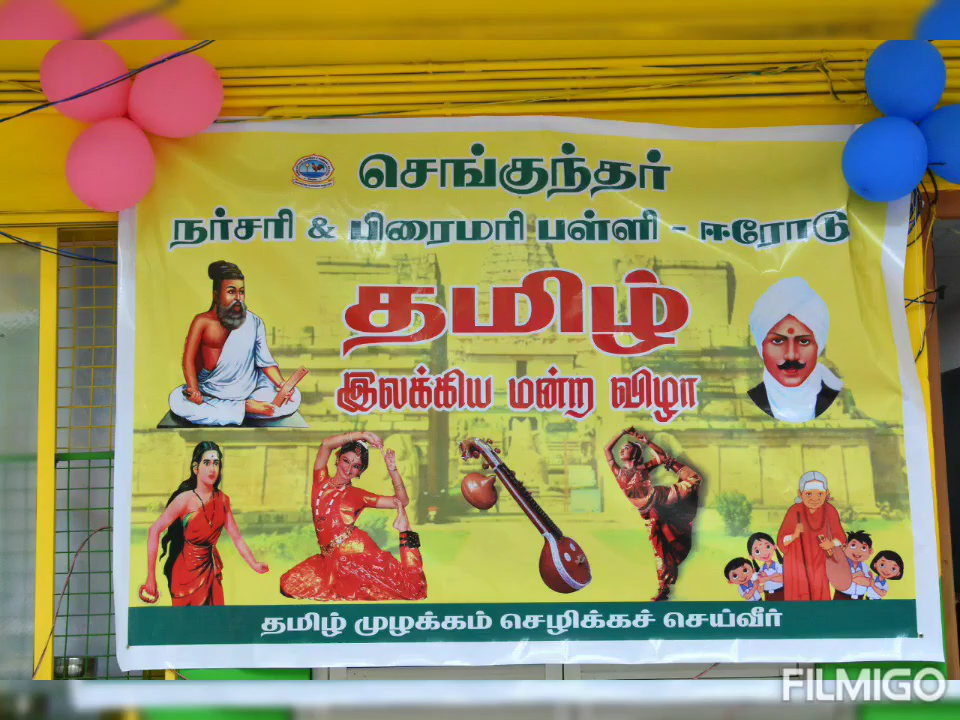 செங்குந்தர்
நர்சரி & பிரைமரி பள்ளி - ஈரோடு
தமிழ்
இலக்கிய மன்ற விழா
தமிழ் முழக்கம் செழிக்கச் செய்வீர்
FILMIGO